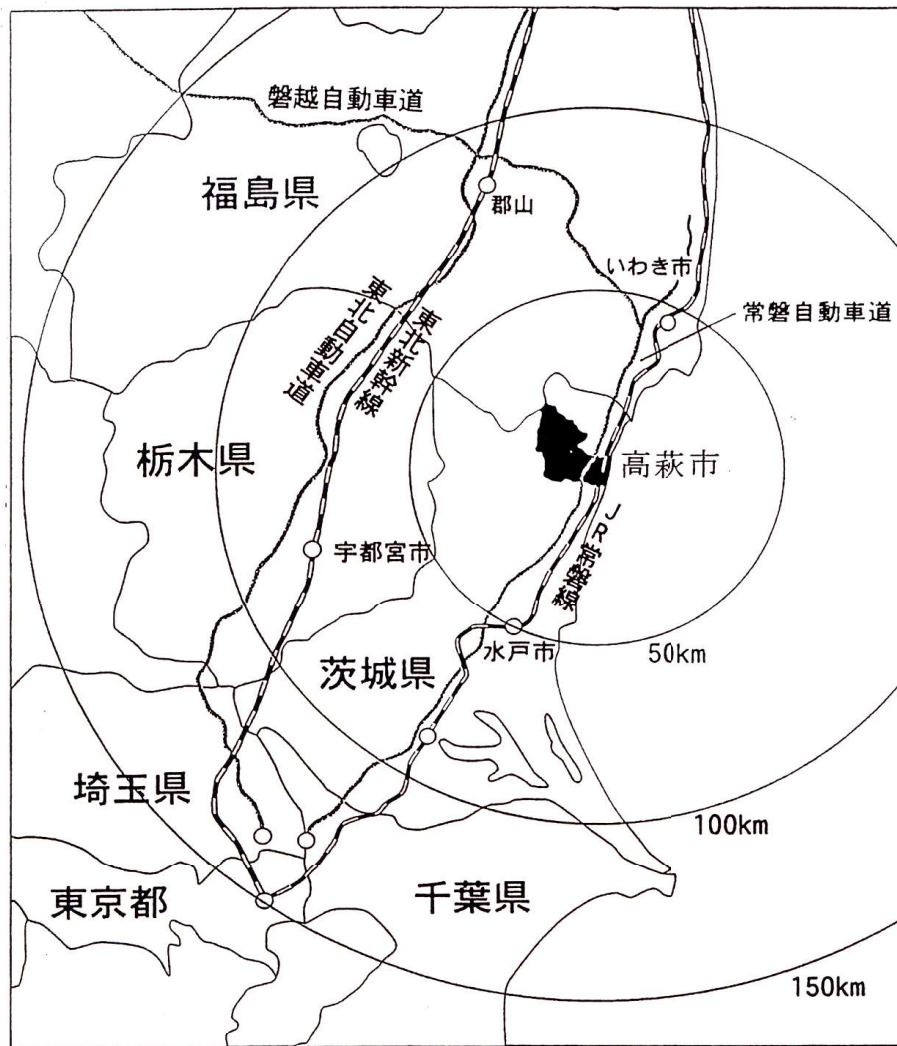 磐越自動車道
福島県
郡山
いわき市
常磐自動車道
東北新幹線
東北自動車道
栃木県
高萩市
宇都宮市
JR常磐線
水戸市
50km
茨城県
埼玉県
100km
東京都
千葉県
150km